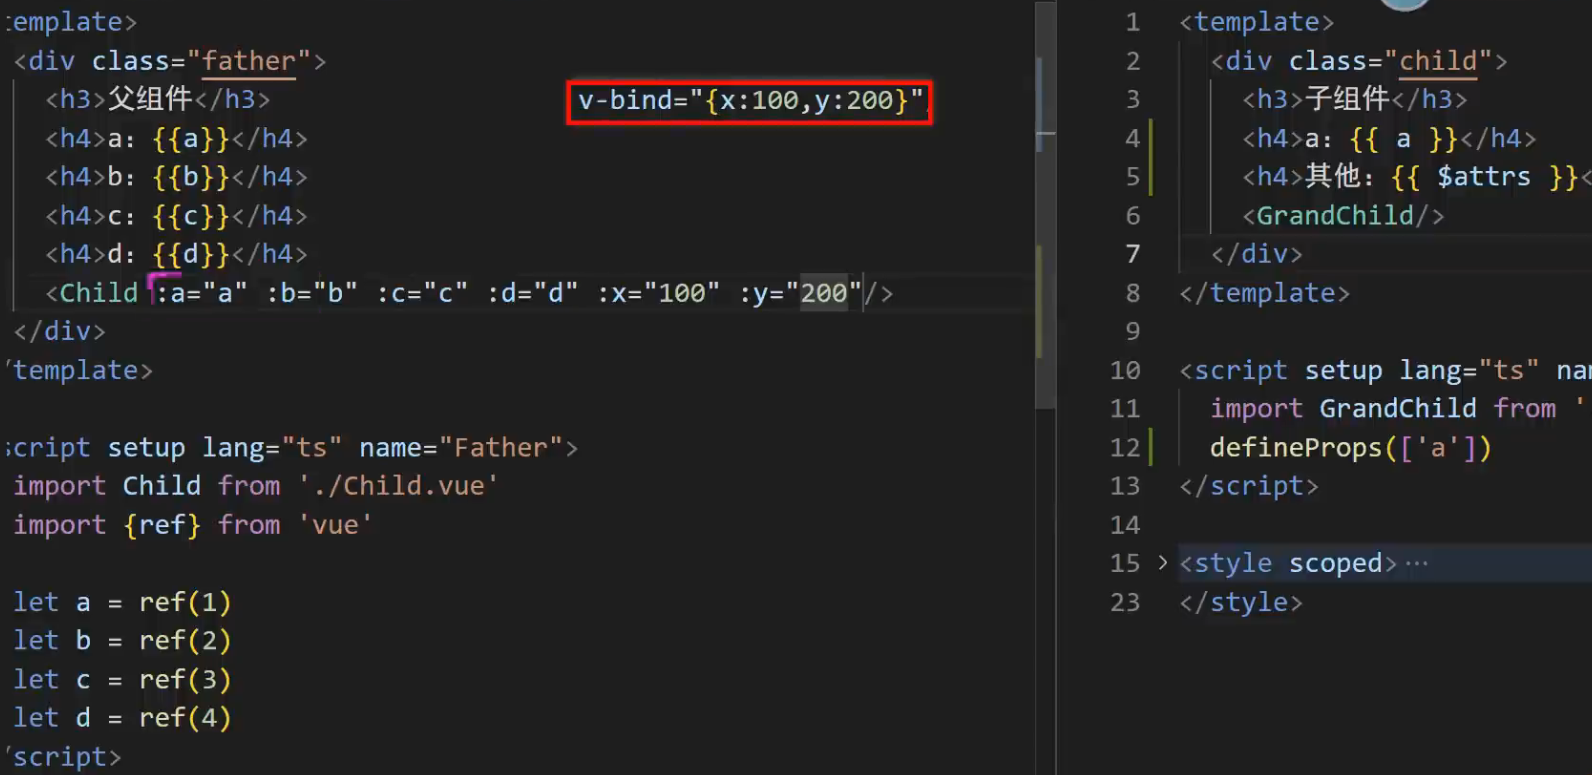 template>
<div class="father">
<h3>父组件</h3>
v-bind="{x:100,y:200}"
<h4>a: {{a}}</h4>
<h4>b: {{b}}</h4>
<h4>c: {{c}}</h4>
<h4>d: {{d}}</h4>
<Child :a="a" :b="b" :c="c" :d="d" :x="100" :y="200"/>
</div>
/template>
script setup lang="ts" name="Father">
import Child from './Child.vue'
import {ref} from 'vue'
let a = ref(1)
let b = ref(2)
let c = ref(3)
let d = ref(4)
/script>
1 <template>
2 <div class="child">
3 <h3>子组件</h3>
4 <h4>a: {{ a }}</h4>
5 <h4>其他: {{ $attrs }}<
6 <GrandChild/>
7 </div>
8 </template>
9
10 <script setup lang="ts" na
11 import GrandChild from '
12 defineProps(['a'])
13 </script>
14
15 > <style scoped>···
23 </style>